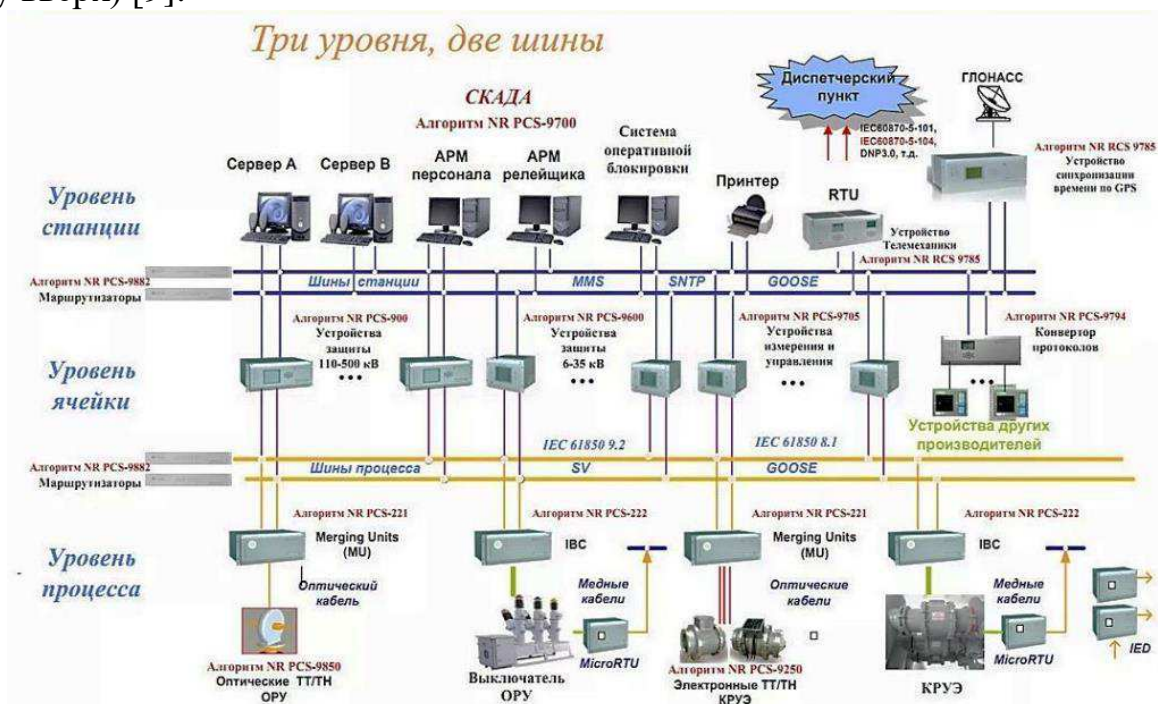 Три уровня, две шины
СКАДА
Алгоритм NR PCS-9700
Диспетчерский
пункт
ГЛОНАСС
IEC60870-5-101,
IEC60870-5-104,
DNP3.0, т.д.
Алгоритм NR RCS 9785
Устройство
синхронизации
времени по GPS
Уровень
станции
Сервер А
Сервер В
АРМ
персонала
АРМ
релейщика
Система
оперативной
блокировки
Принтер
RTU
Устройство
Телемеханики
Алгоритм NR RCS 9785
Алгоритм NR PCS-9882
Маршрутизаторы
Шины станции
MMS
SNTP
GOOSE
Уровень
ячейки
Алгоритм NR PCS-900
Устройства
защиты
110-500 кВ
•••
Алгоритм NR PCS-9600
Устройства
защиты
6-35 кВ
•••
Алгоритм NR PCS-9705
Устройства
измерения и
управления
•••
Алгоритм NR PCS-9794
Конвертор
протоколов
•••
Устройства других
производителей
IEC 61850 9.2
IEC 61850 8.1
Алгоритм NR PCS-9882
Маршрутизаторы
Шины процесса
SV
GOOSE
Уровень
процесса
Алгоритм NR PCS-221
Merging Units
(MU)
Оптический
кабель
Алгоритм NR PCS-9850
Оптические ТТ/ТН
ОРУ
Алгоритм NR PCS-222
IBC
Медные
кабели
MicroRTU
Выключатель
ОРУ
Алгоритм NR PCS-221
Merging Units
(MU)
Оптические
кабели
Алгоритм NR PCS-9250
Электронные ТТ/ТН
КРУЭ
Алгоритм NR PCS-222
IBC
Медные
кабели
MicroRTU
КРУЭ
IED